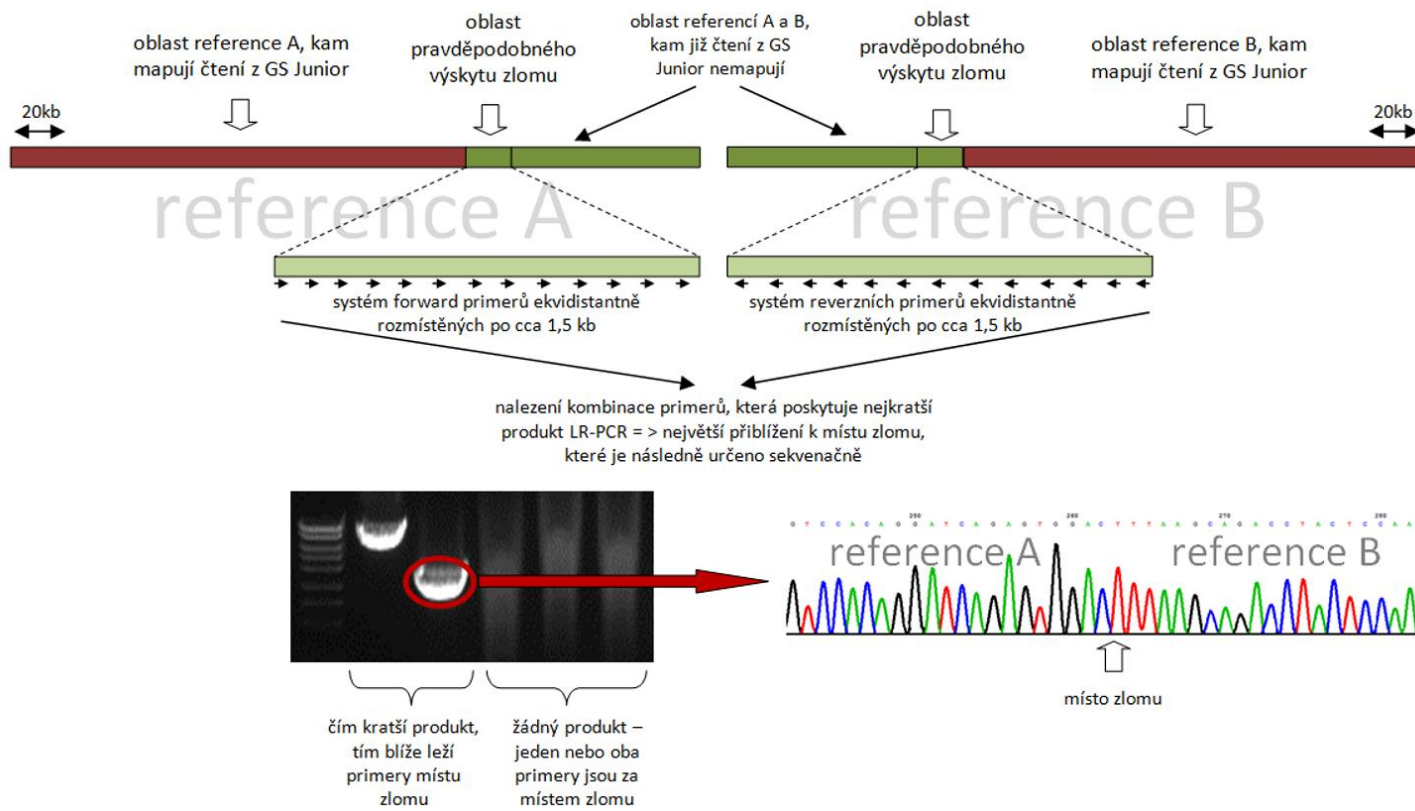 oblast reference A, kam
mapují čtení z GS Junior
oblast
pravděpodobného
výskytu zlomu
oblast referencí A a B,
kam již čtení z GS
Junior nemapují
oblast
pravděpodobného
výskytu zlomu
oblast reference B, kam
mapují čtení z GS Junior
20kb
20kb
reference A
reference B
systém forward primerů ekvidistantně
rozmístěných po cca 1,5 kb
systém reverzních primerů ekvidistantně
rozmístěných po cca 1,5 kb
nalezení kombinace primerů, která poskytuje nejkratší
produkt LR-PCR = > největší přiblížení k místu zlomu,
které je následně určeno sekvenačně
250 260 270 280
G T C C A C A G G A T C A G A G T G G A C T T T A A G C A G A C C T A C T C C A A
reference A
reference B
místo zlomu
čím kratší produkt,
tím blíže leží
primery místu
zlomu
žádný produkt –
jeden nebo oba
primery jsou za
místem zlomu